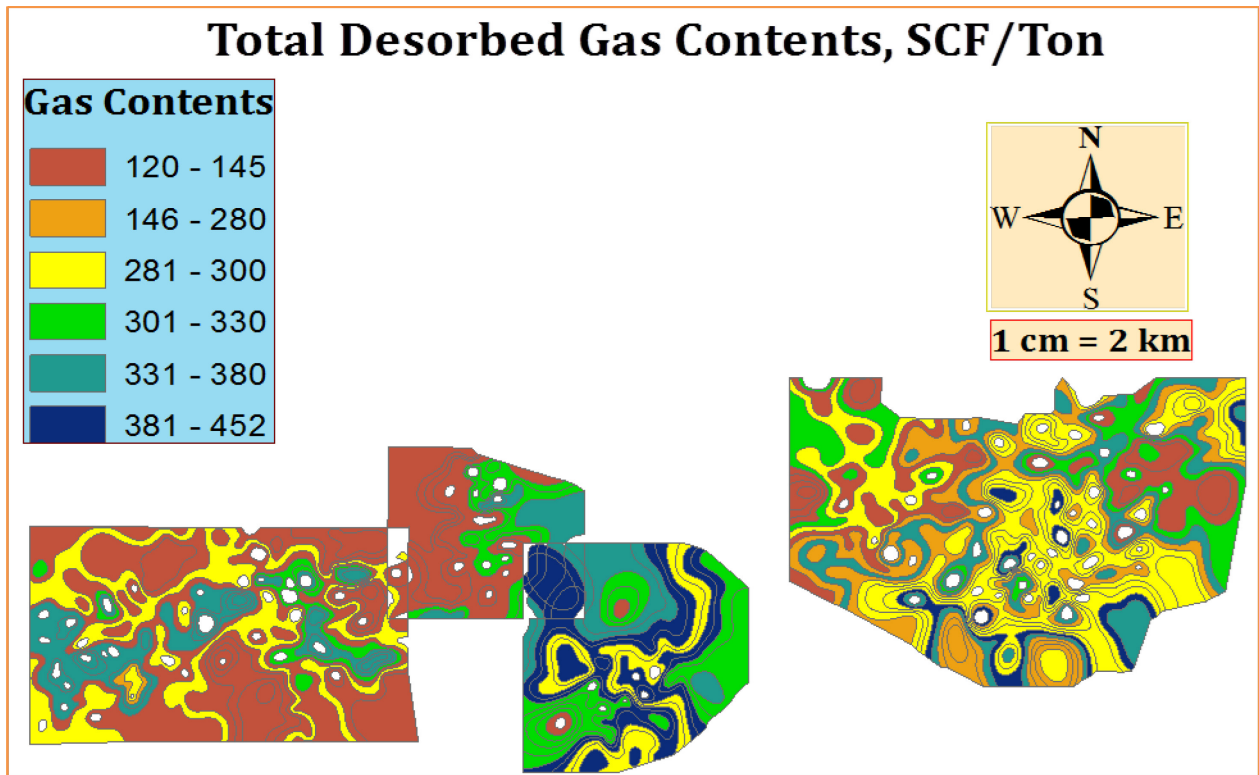 Total Desorbed Gas Contents, SCF/Ton
Gas Contents
120 - 145
146 - 280
281 - 300
301 - 330
331 - 380
381 - 452
N
W E
S
1 cm = 2 km